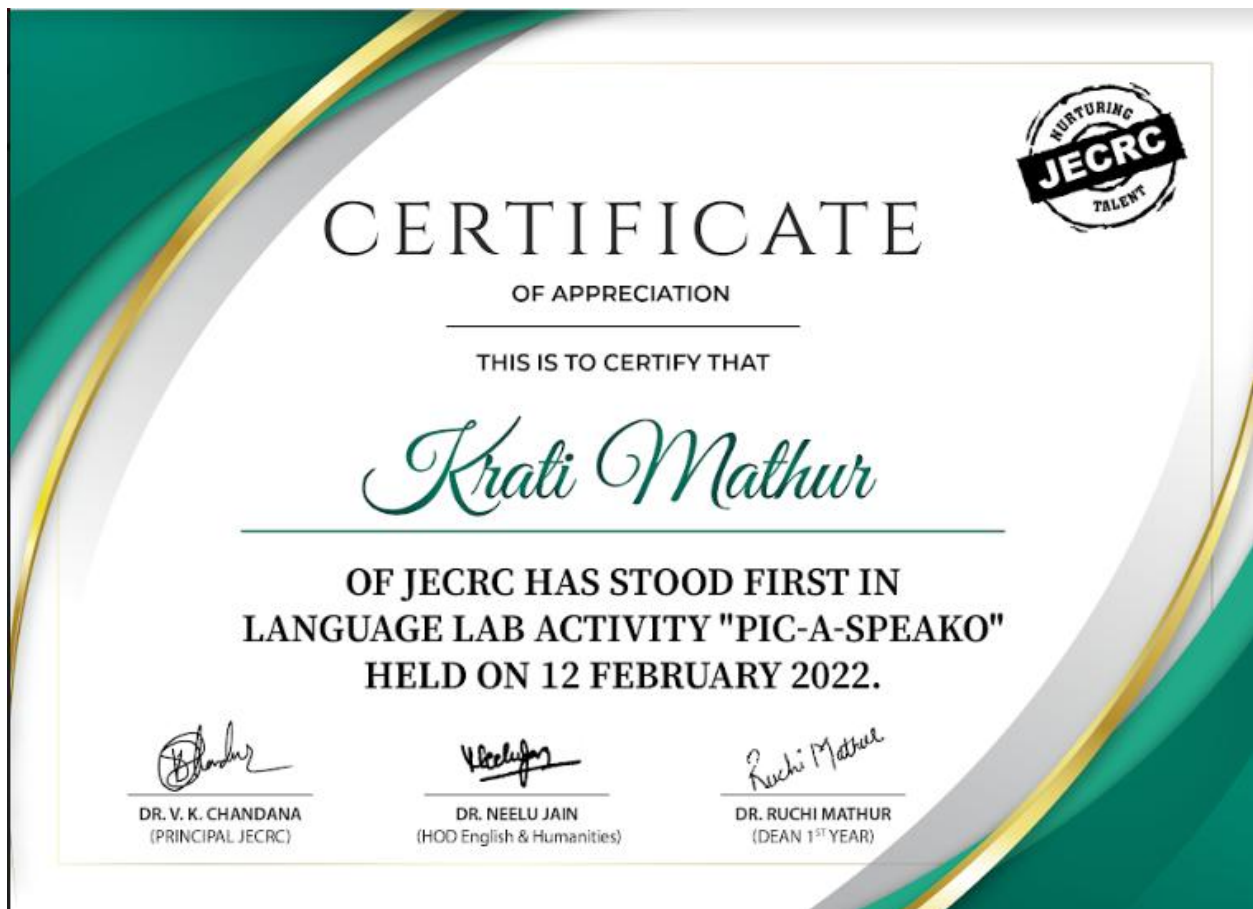 NURTURING
JECRC
TALENT
CERTIFICATE
OF APPRECIATION
THIS IS TO CERTIFY THAT
Krati Mathur
OF JECRC HAS STOOD FIRST IN
LANGUAGE LAB ACTIVITY "PIC-A-SPEAKO"
HELD ON 12 FEBRUARY 2022.
Ruchi Mathur
DR. V. K. CHANDANA
(PRINCIPAL JECRC)
DR. NEELU JAIN
(HOD English & Humanities)
DR. RUCHI MATHUR
(DEAN 1ST YEAR)